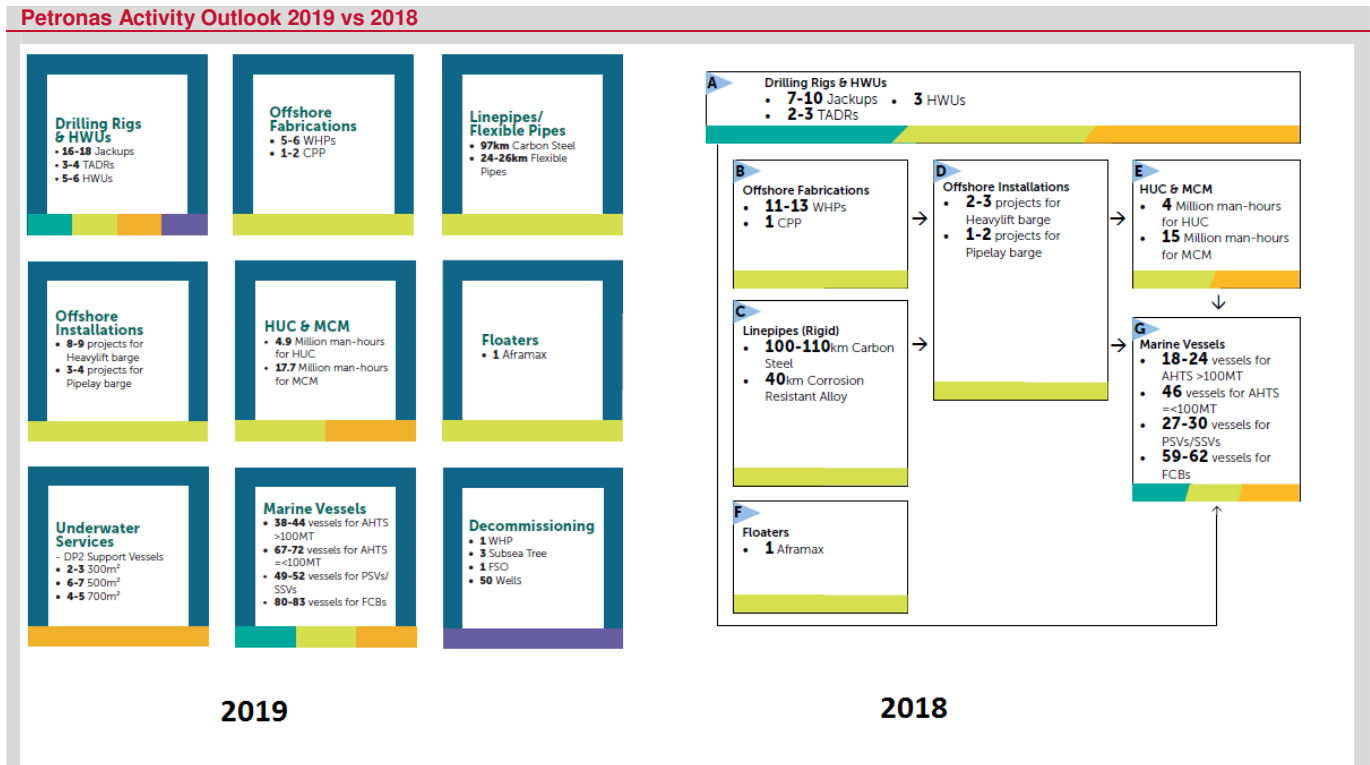 Petronas Activity Outlook 2019 vs 2018
Drilling Rigs
& HWUs
• 16-18 Jackups
• 3-4 TADRs
• 5-6 HWUs
Offshore
Fabrications
• 5-6 WHPs
• 1-2 CPP
Linepipes/
Flexible Pipes
• 97km Carbon Steel
• 24-26km Flexible
Pipes
Offshore
Installations
• 8-9 projects for
Heavylift barge
• 3-4 projects for
Pipelay barge
HUC & MCM
• 4.9 Million man-hours
for HUC
• 17.7 Million man-hours
for MCM
Floaters
• 1 Aframax
Underwater
Services
- DP2 Support Vessels
• 2-3 300m²
• 6-7 500m²
• 4-5 700m²
Marine Vessels
• 38-44 vessels for AHTS
>100MT
• 67-72 vessels for AHTS
=<100MT
• 49-52 vessels for PSVs/
SSVs
• 80-83 vessels for FCBs
Decommissioning
• 1 WHP
• 3 Subsea Tree
• 1 FSO
• 50 Wells
2019
A
Drilling Rigs & HWUs
• 7-10 Jackups • 3 HWUs
• 2-3 TADRs
B
Offshore Fabrications
• 11-13 WHPs
• 1 CPP
C
Linepipes (Rigid)
• 100-110km Carbon
Steel
• 40km Corrosion
Resistant Alloy
D
Offshore Installations
• 2-3 projects for
Heavylift barge
• 1-2 projects for
Pipelay barge
E
HUC & MCM
• 4 Million man-hours
for HUC
• 15 Million man-hours
for MCM
F
Floaters
• 1 Aframax
G
Marine Vessels
• 18-24 vessels for
AHTS >100MT
• 46 vessels for AHTS
=<100MT
• 27-30 vessels for
PSVs/SSVs
• 59-62 vessels for
FCBs
2018